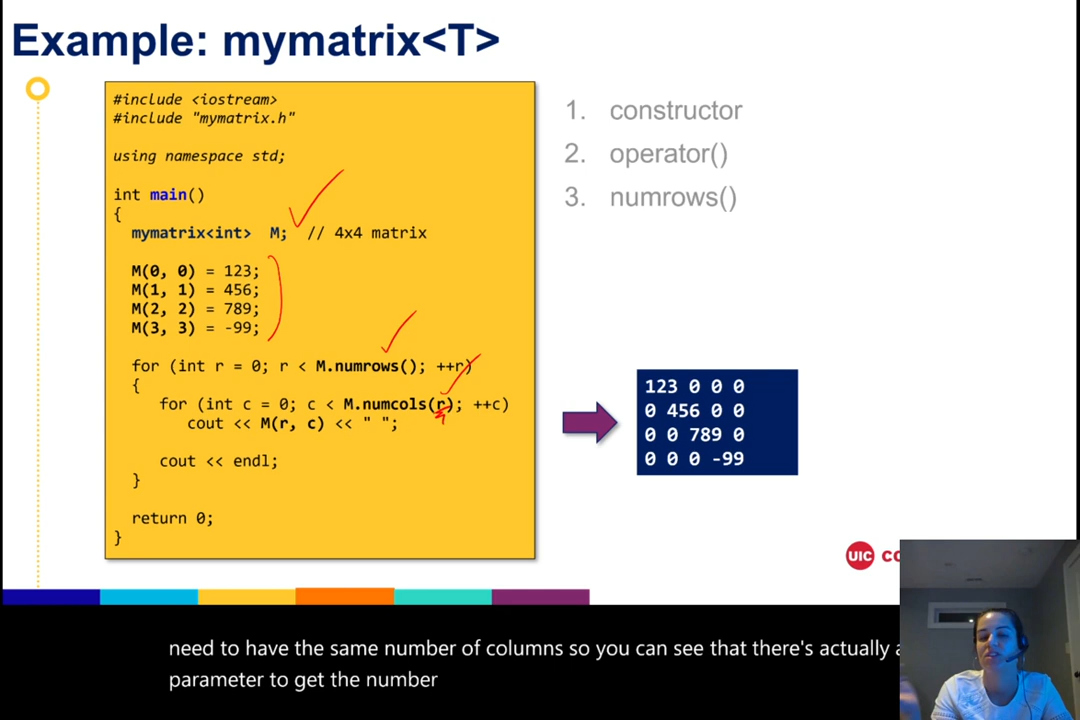 Example: mymatrix<T>
#include <iostream>
#include "mymatrix.h"
using namespace std;
int main()
{
mymatrix<int> M; // 4x4 matrix
M(0, 0) = 123;
M(1, 1) = 456;
M(2, 2) = 789;
M(3, 3) = -99;
for (int r = 0; r < M.numrows(); ++r)
{
for (int c = 0; c < M.numcols(r); ++c)
cout << M(r, c) << " ";
cout << endl;
}
return 0;
}
1. constructor
2. operator()
3. numrows()
123 0 0 0
0 456 0 0
0 0 789 0
0 0 0 -99
UIC
need to have the same number of columns so you can see that there's actually
parameter to get the number